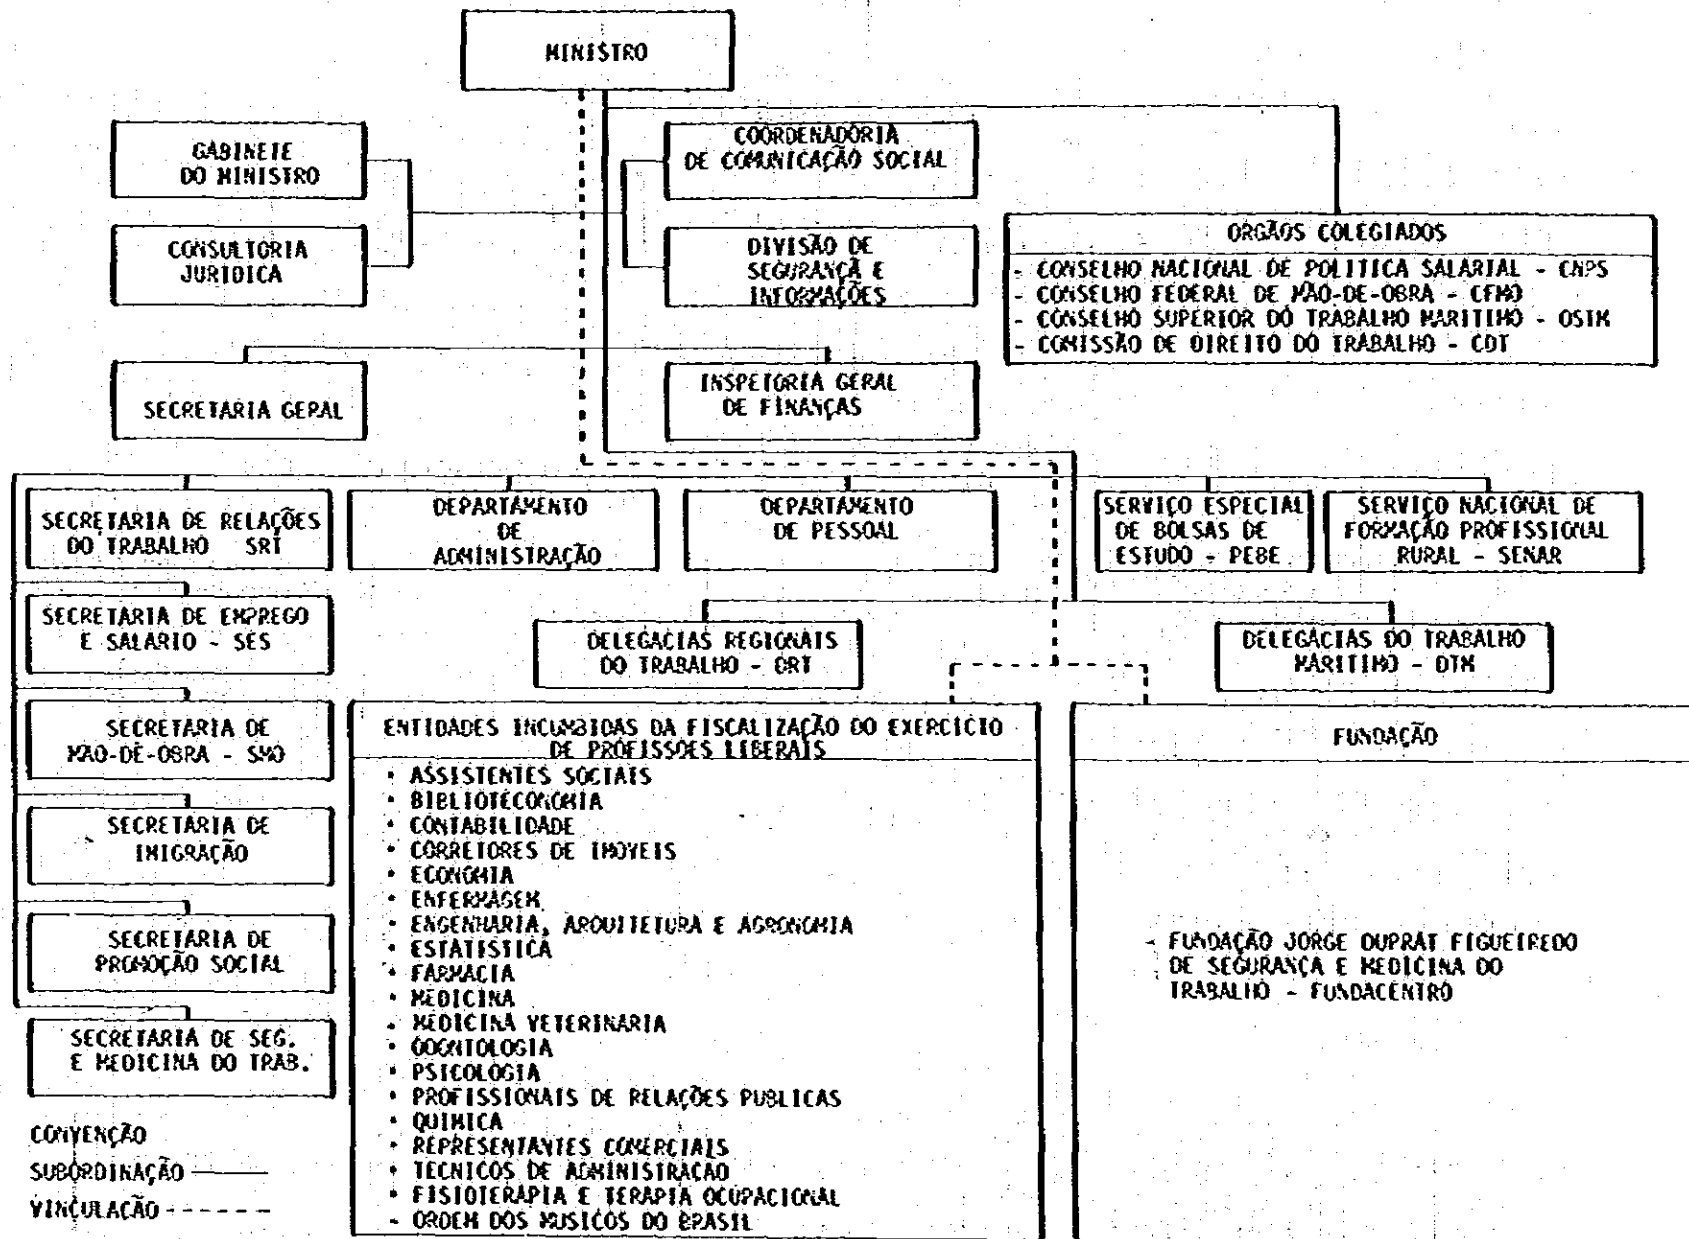 MINISTRO
GABINETE
DO MINISTRO
COORDENADORIA
DE COMUNICAÇÃO SOCIAL
CONSULTORIA
JURIDICA
DIVISÃO DE
SEGURANÇA E
INFORMAÇÕES
ORGÃOS COLEGIADOS
- CONSELHO NACIONAL DE POLITICA SALARIAL - CNPS
- CONSELHO FEDERAL DE MÃO-DE-OBRA - CFMO
- CONSELHO SUPERIOR DO TRABALHO MARITIMO - OSTM
- COMISSÃO DE DIREITO DO TRABALHO - CDT
SECRETARIA GERAL
INSPETORIA GERAL
DE FINANÇAS
SECRETARIA DE RELAÇÕES
DO TRABALHO SRT
DEPARTAMENTO
DE
ADMINISTRAÇÃO
DEPARTAMENTO
DE PESSOAL
SERVIÇO ESPECIAL
DE BOLSAS DE
ESTUDO - PEBE
SERVIÇO NACIONAL DE
FORMAÇÃO PROFISSIONAL
RURAL - SENAR
SECRETARIA DE EMPREGO
E SALARIO - SES
DELEGACIAS REGIONAIS
DO TRABALHO - DRT
DELEGACIAS DO TRABALHO
MARITIMO - DTM
SECRETARIA DE
MÃO-DE-OBRA - SMO
SECRETARIA DE
IMIGRAÇÃO
SECRETARIA DE
PROMOÇÃO SOCIAL
SECRETARIA DE SEG.
E MEDICINA DO TRAB.
ENTIDADES INCUMBIDAS DA FISCALIZAÇÃO DO EXERCICIO
DE PROFISSOES LIBERAIS
• ASSISTENTES SOCIAIS
• BIBLIOTECONOMIA
• CONTABILIDADE
• CORRETORES DE IMOVEIS
• ECONOMIA
• ENFERMAGEM
• ENGENHARIA, ARQUITETURA E AGRONOMIA
• ESTATISTICA
• FARMACIA
• MEDICINA
• MEDICINA VETERINARIA
• ODONTOLOGIA
• PSICOLOGIA
• PROFISSIONAIS DE RELAÇÕES PUBLICAS
• QUIMICA
• REPRESENTANTES COMERCIAIS
• TECNICOS DE ADMINISTRACAO
• FISIOTERAPIA E TERAPIA OCUPACIONAL
- ORDEM DOS MUSICOS DO BRASIL
FUNDAÇÃO
- FUNDAÇÃO JORGE DUPRAT FIGUEIREDO
DE SEGURANÇA E MEDICINA DO
TRABALHO - FUNDACENTRO
CONVENÇÃO
SUBORDINAÇÃO
VINCULAÇÃO